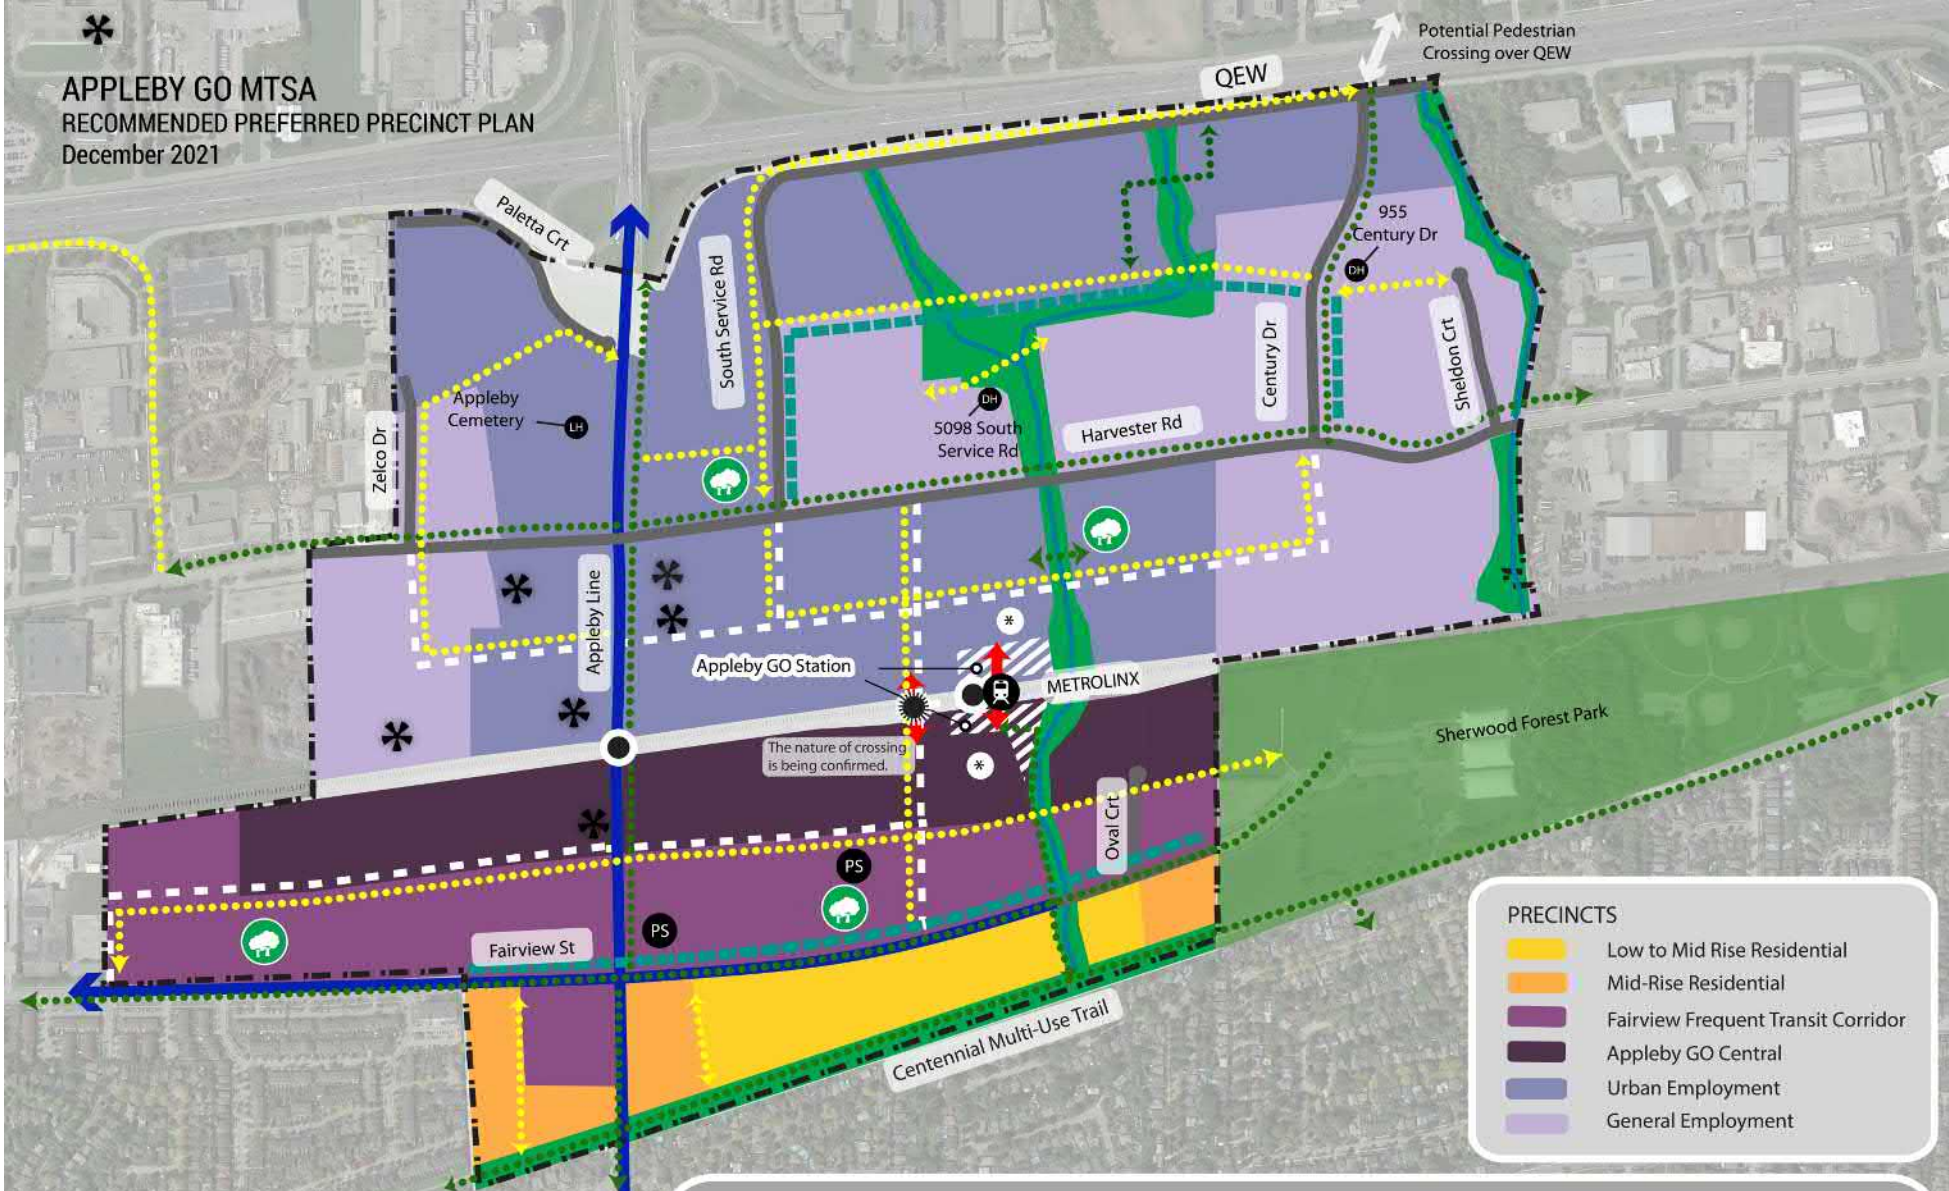 APPLEBY GO MTSA
RECOMMENDED PREFERRED PRECINCT PLAN
December 2021
Potential Pedestrian
Crossing over QEW
QEW
Paletta Crt
South Service Rd
955
Century Dr
DH
Sheldon Crt
Century Dr
Appleby
Cemetery
LH
Zelco Dr
DH
5098 South
Service Rd
Harvester Rd
Appleby Line
*
Appleby GO Station
METROLINX
The nature of crossing
is being confirmed.
*
Sherwood Forest Park
Oval Crt
PS
PS
Fairview St
Centennial Multi-Use Trail
PRECINCTS
Low to Mid Rise Residential
Mid-Rise Residential
Fairview Frequent Transit Corridor
Appleby GO Central
Urban Employment
General Employment